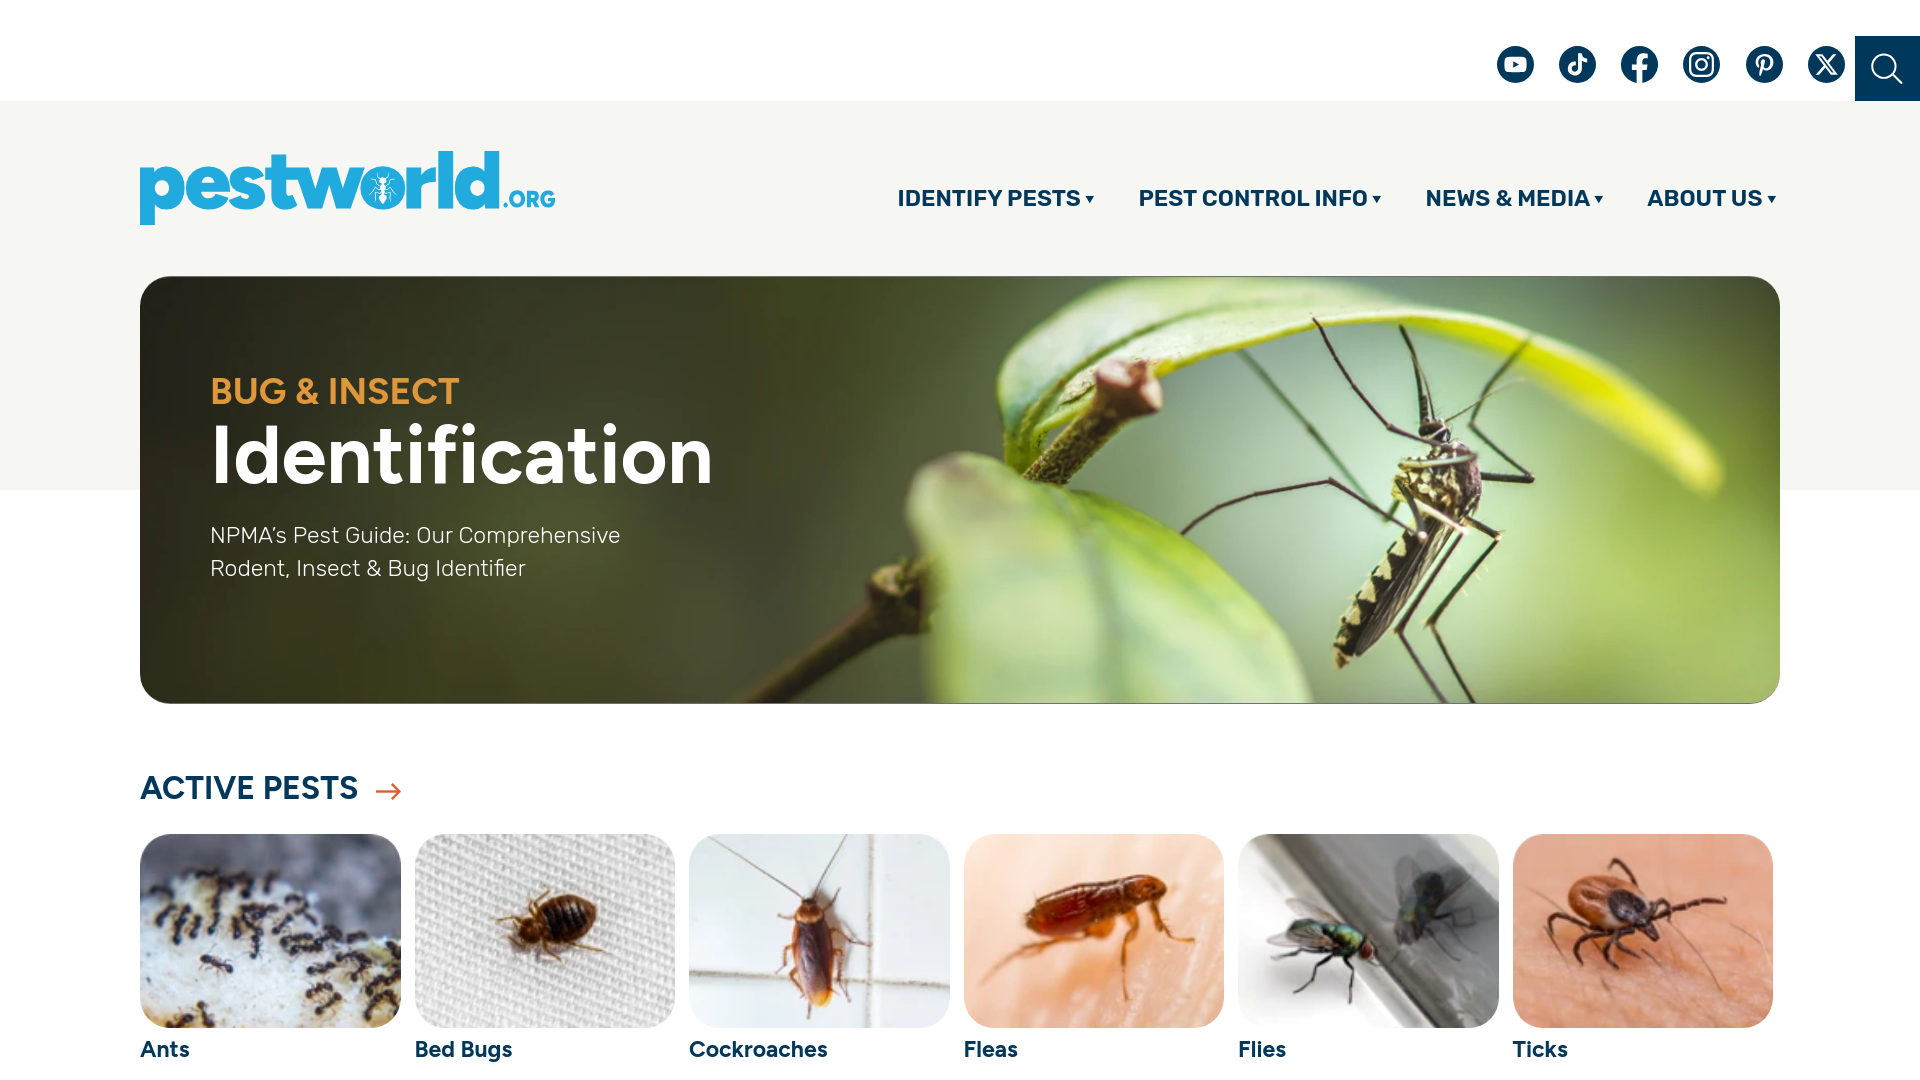 pestworld.ORG
IDENTIFY PESTS
PEST CONTROL INFO
NEWS & MEDIA
ABOUT US
BUG & INSECT
Identification
NPMA’s Pest Guide: Our Comprehensive
Rodent, Insect & Bug Identifier
ACTIVE PESTS
Ants
Bed Bugs
Cockroaches
Fleas
Flies
Ticks